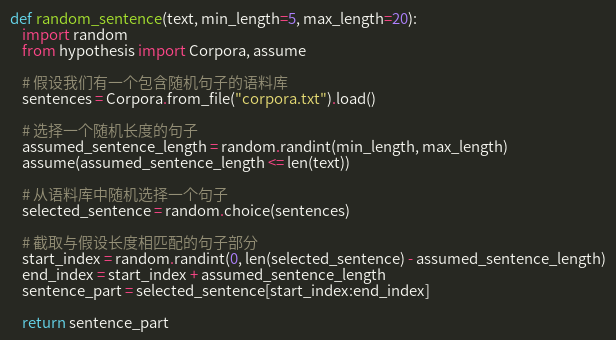 def random_sentence(text, min_length=5, max_length=20):
    import random
    from hypothesis import Corpora, assume

    # 假设我们有一个包含随机句子的语料库
    sentences = Corpora.from_file("corpora.txt").load()

    # 选择一个随机长度的句子
    assumed_sentence_length = random.randint(min_length, max_length)
    assume(assumed_sentence_length <= len(text))

    # 从语料库中随机选择一个句子
    selected_sentence = random.choice(sentences)

    # 截取与假设长度相匹配的句子部分
    start_index = random.randint(0, len(selected_sentence) - assumed_sentence_length)
    end_index = start_index + assumed_sentence_length
    sentence_part = selected_sentence[start_index:end_index]

    return sentence_part